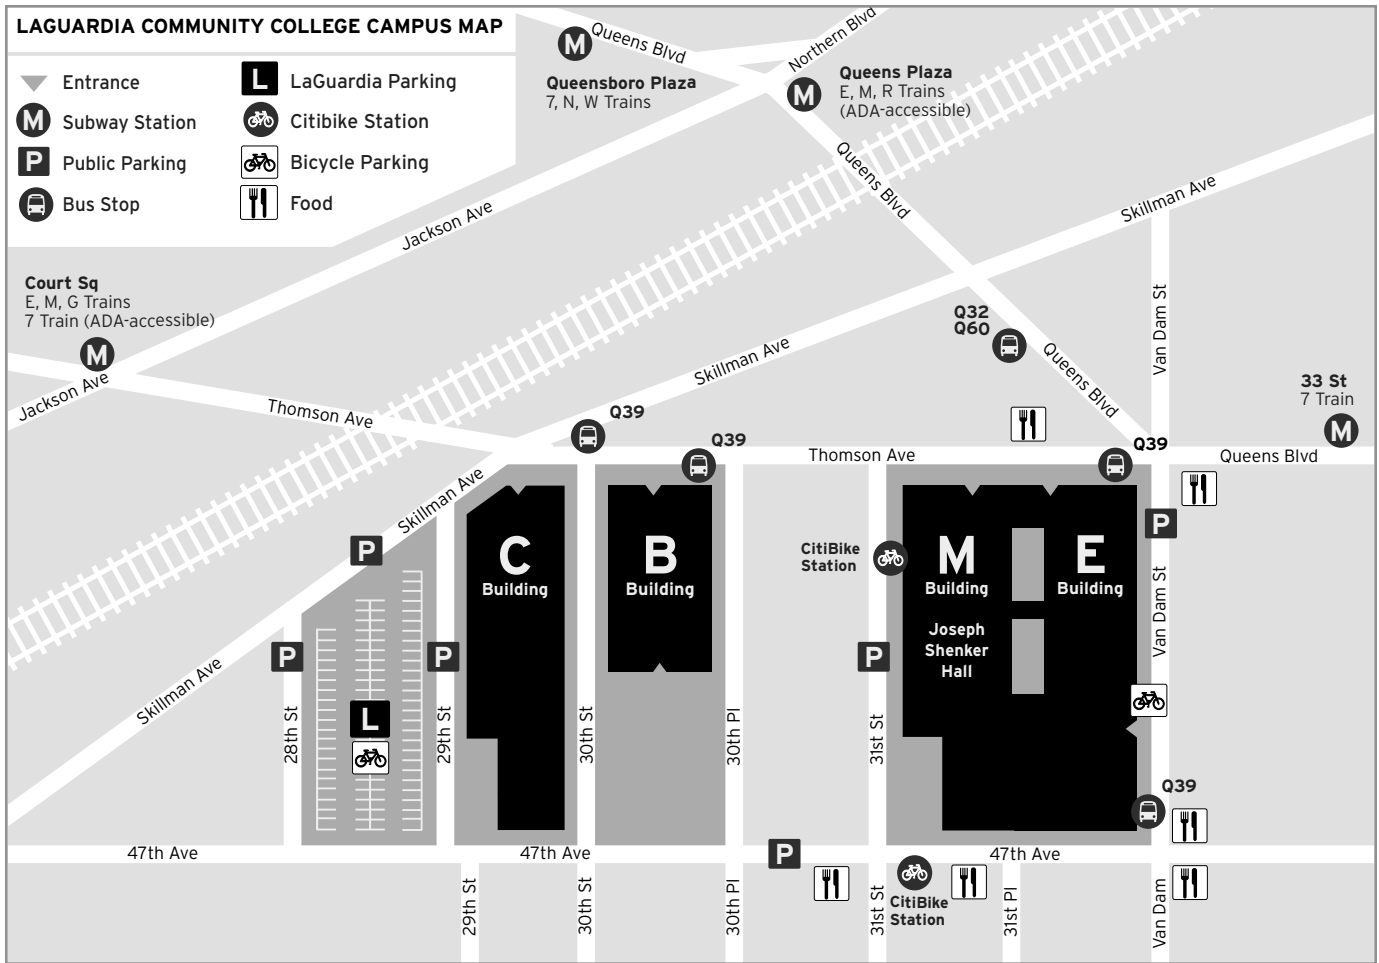 LAGUARDIA COMMUNITY COLLEGE CAMPUS MAP
Entrance
L
LaGuardia Parking
M
Subway Station
Citibike Station
P
Public Parking
Bicycle Parking
Bus Stop
Food
M
Queens Blvd
Queensboro Plaza
7, N, W Trains
Northern Blvd
M
Queens Plaza
E, M, R Trains
(ADA-accessible)
Queens Blvd
Skillman Ave
Jackson Ave
Court Sq
E, M, G Trains
7 Train (ADA-accessible)
M
Jackson Ave
Thomson Ave
Skillman Ave
Q32
Q60
Queens Blvd
Van Dam St
33 St
7 Train
M
Q39
Q39
Thomson Ave
Q39
Queens Blvd
Skillman Ave
P
C
Building
B
Building
CitiBike
Station
M
Building
E
Building
Joseph
Shenker
Hall
P
Van Dam St
P
P
P
Skillman Ave
28th St
L
29th St
30th St
30th Pl
31st St
Q39
47th Ave
47th Ave
P
47th Ave
29th St
30th St
30th Pl
31st St
CitiBike
Station
31st Pl
Van Dam